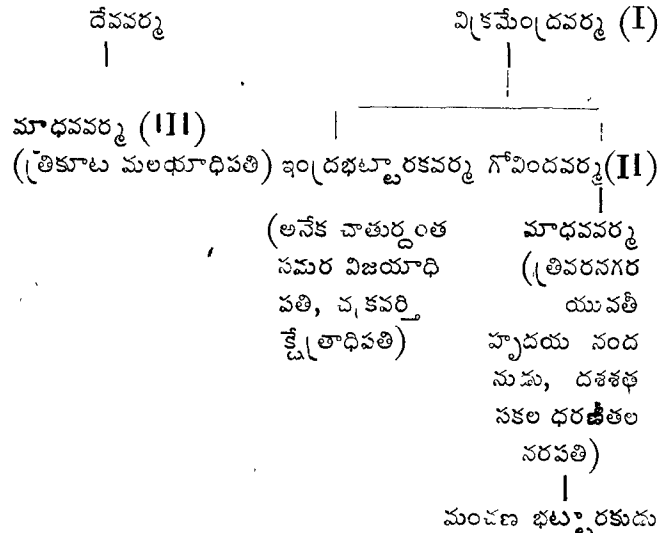 దేవవర్మ విక్రమేంద్రవర్మ (I)
మాధవవర్మ (III)
(త్రికూట మలయాధిపతి) ఇంద్రభట్టారకవర్మ గోవిందవర్మ (II)
(అనేక చాతుర్దంత మాధవవర్మ
సమర విజయాధి (త్రివరనగర
పతి, చక్రవర్తి యువతీ
క్షేత్రాధిపతి) హృదయ నంద
నుడు, దశశత
సకల ధరణీతల
నరపతి)
మంచణ భట్టారకుడు